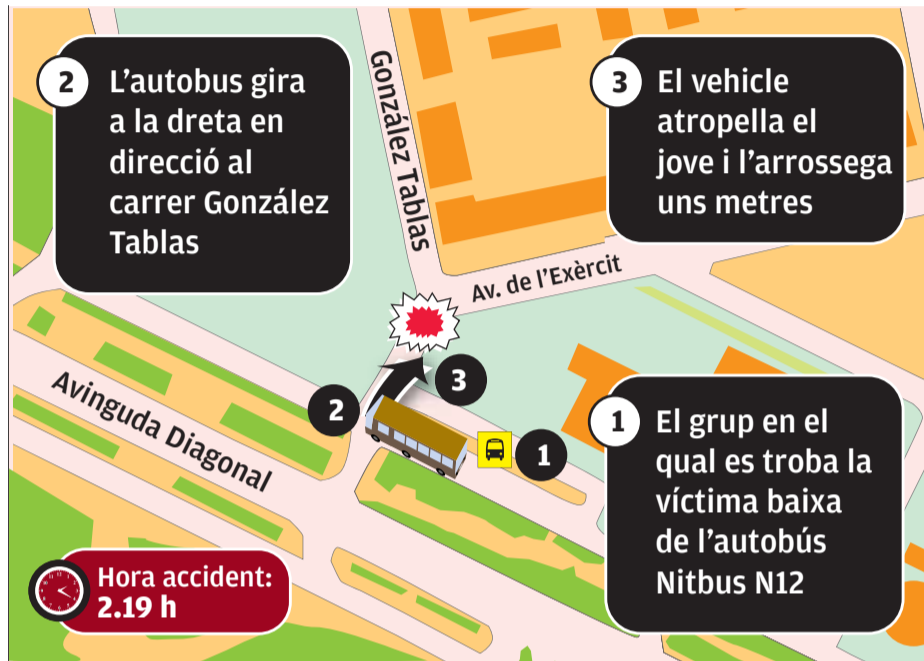 2
L'autobus gira
a la dreta en
direcció al
carrer González
Tablas
González Tablas
3
El vehicle
atropella el
jove i l'arrossega
uns metres
Av. de l'Exèrcit
Avinguda Diagonal
2
3
1
1
El grup en el
qual es troba la
víctima baixa
de l'autobús
Nitbus N12
Hora accident:
2.19 h